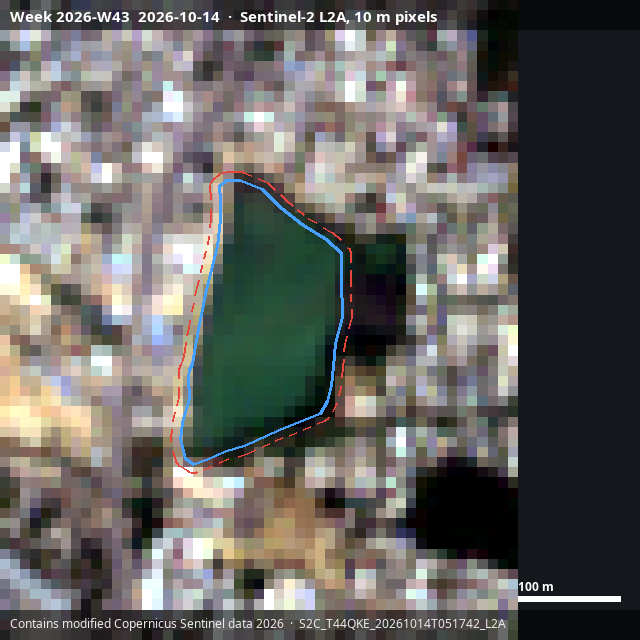 Week 2026-W43  2026-10-14  ·  Sentinel-2 L2A, 10 m pixels
100 m
Contains modified Copernicus Sentinel data 2026  ·  S2C_T44QKE_20261014T051742_L2A